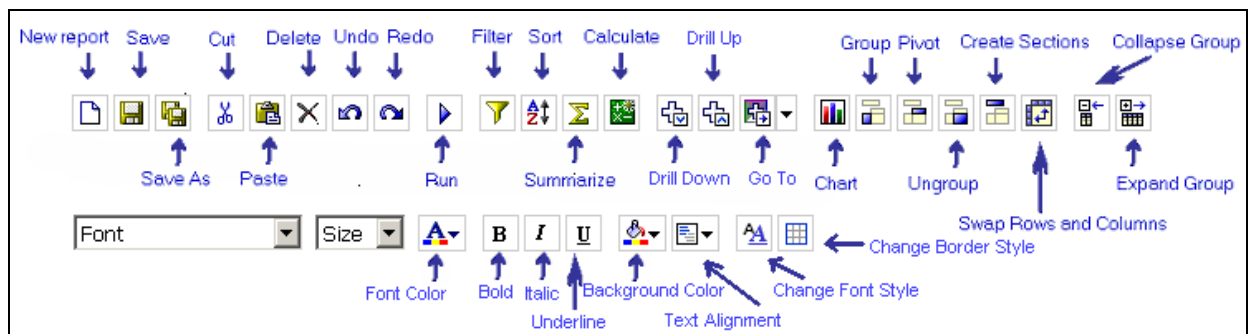 New report Save Cut Delete Undo Redo Filter Sort Calculate Drill Up Group Pivot Create Sections Collapse Group
Save As Paste . Run Summiarize Drill Down Go To Chart Ungroup Expand Group
Swap Rows and Columns
Font Size A B I U AA
Change Border Style
Font Color Bold Italic Background Color Change Font Style
Underline Text Alignment